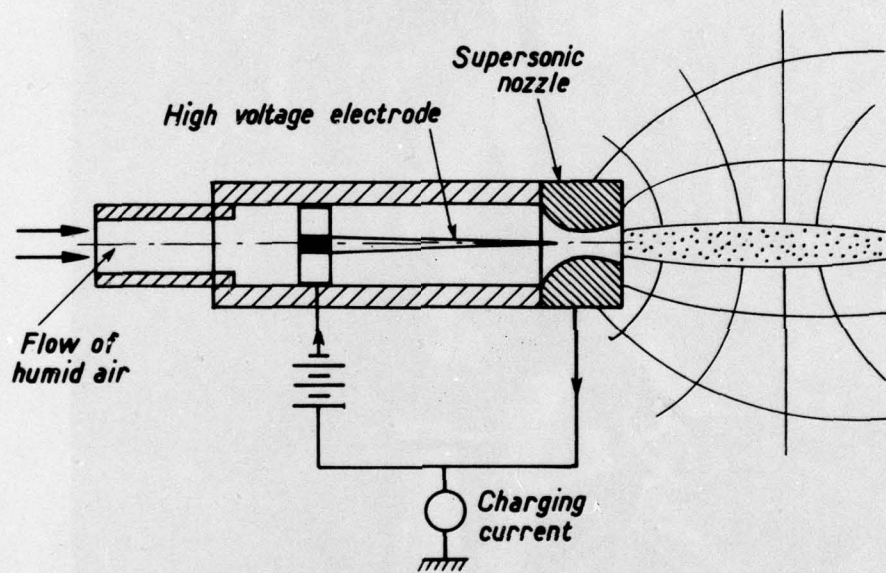 Supersonic
nozzle
High voltage electrode
Flow of
humid air
Charging
current